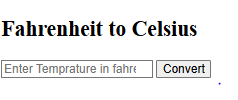 Fahrenheit to Celsius
Enter Temprature in fahre Convert